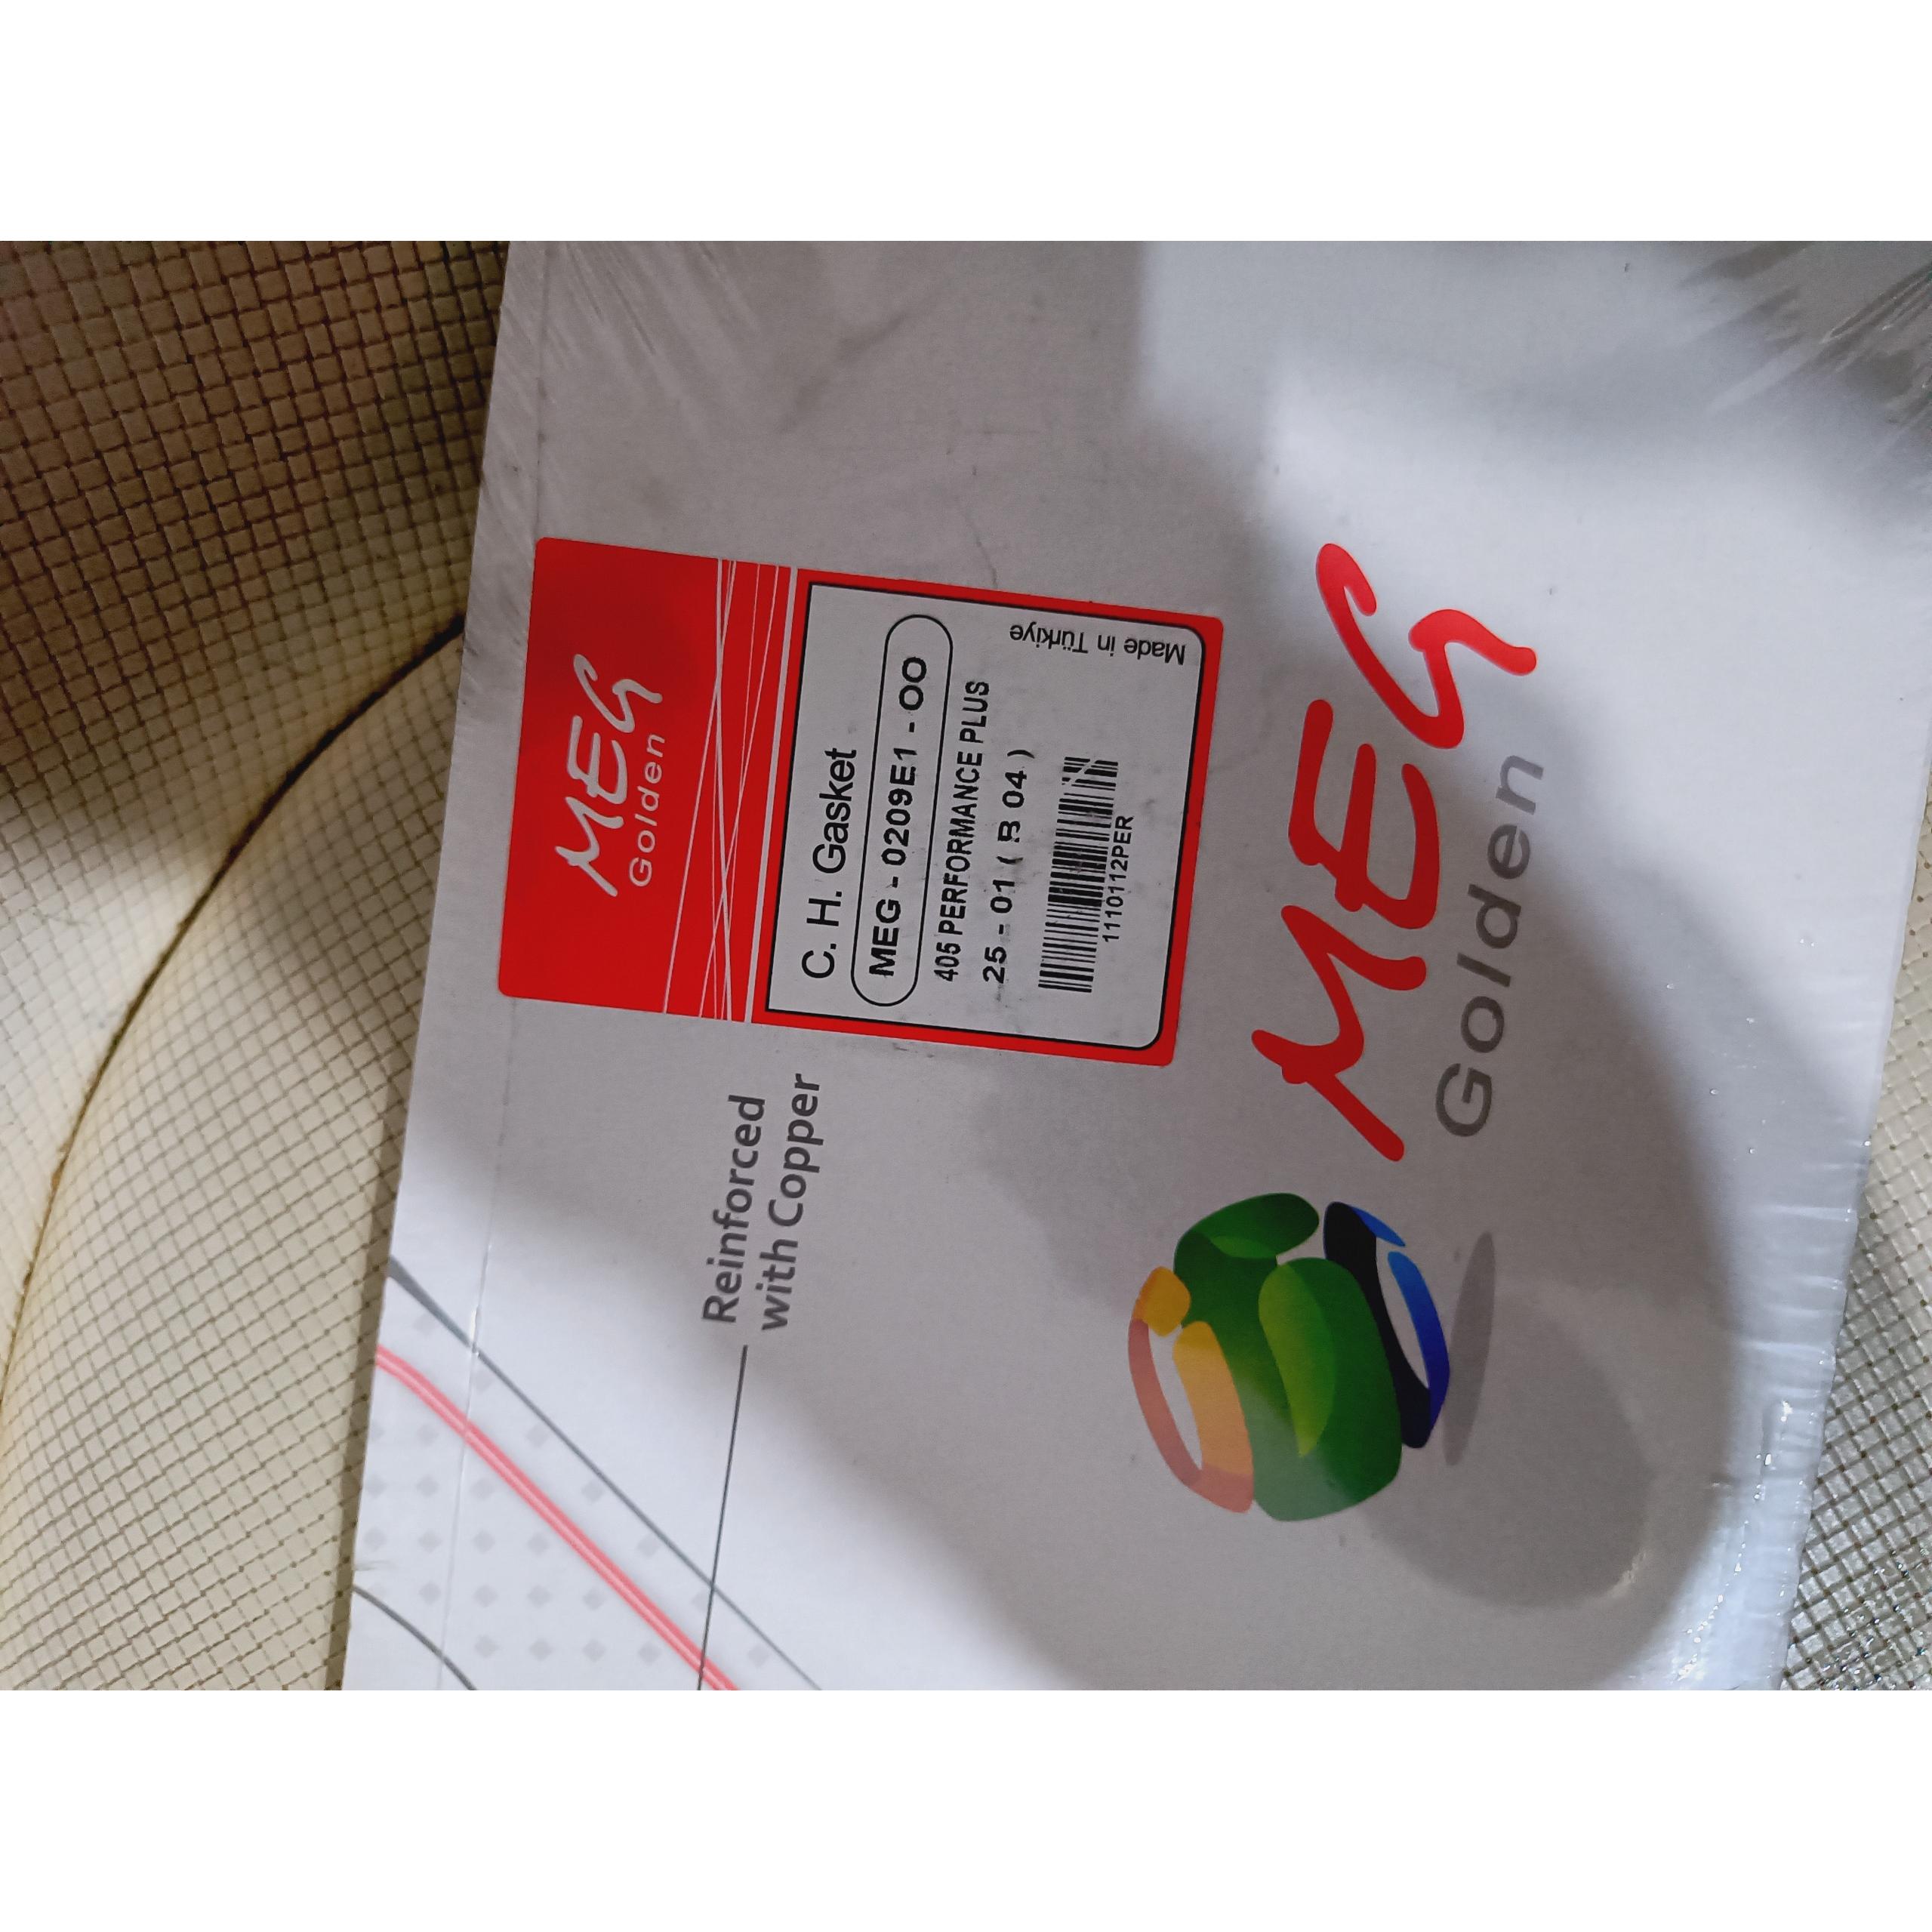 MEG
Golden
C. H. Gasket
MEG - 0209E1 - OO
405 PERFORMANCE PLUS
25 - 01 ( B 04 )
1110112PER
Made in Türkiye
Reinforced
with Copper
MEG
Golden